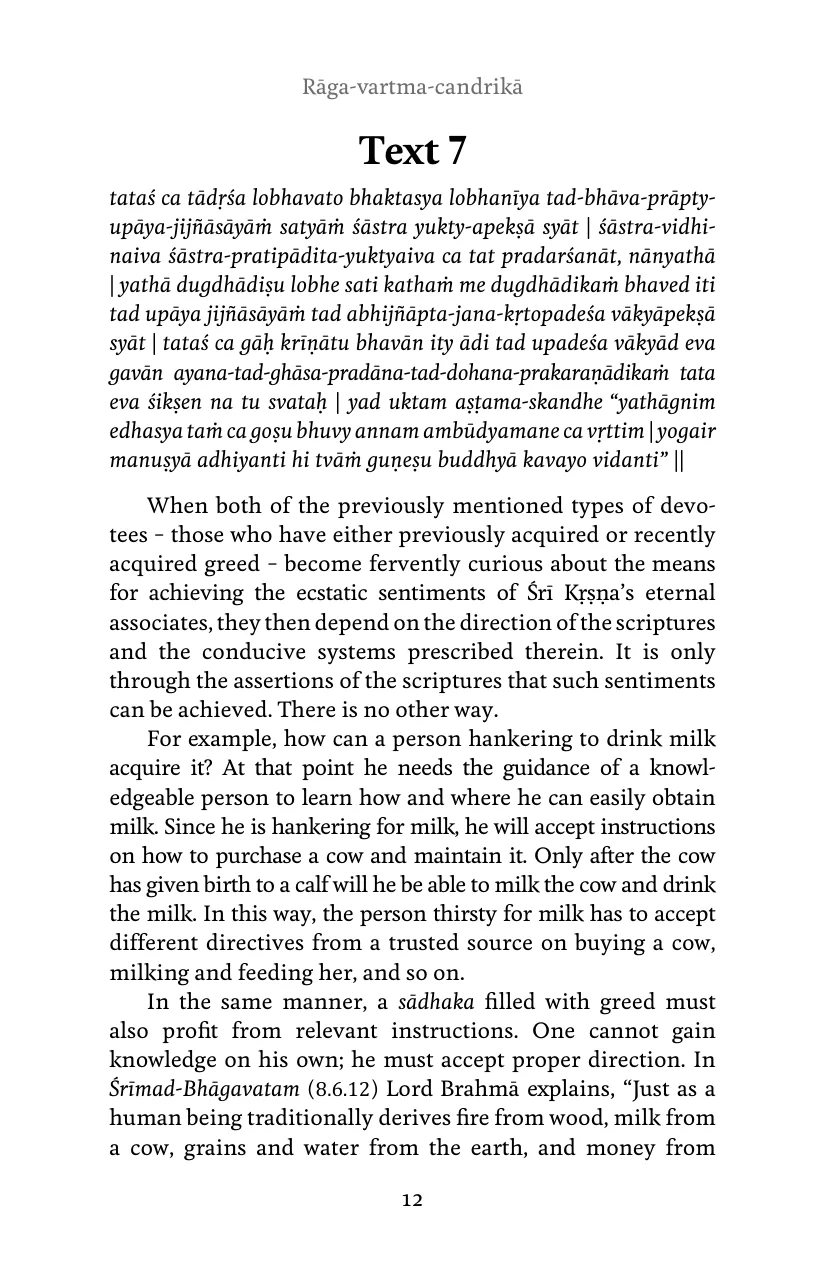 Rāga-vartma-candrikā
Text 7
tataś ca tādṛśa lobhavato bhaktasya lobhanīya tad-bhāva-prāpty-
upāya-jijñāsāyāṁ satyāṁ śāstra yukty-apekṣā syāt | śāstra-vidhi-
naiva śāstra-pratipādita-yuktyaiva ca tat pradarśanāt, nānyathā
| yathā dugdhādiṣu lobhe sati kathaṁ me dugdhādikaṁ bhaved iti
tad upāya jijñāsāyāṁ tad abhijñāpta-jana-kṛtopadeśa vākyāpekṣā
syāt | tataś ca gāḥ krīṇātu bhavān ity ādi tad upadeśa vākyād eva
gavān ayana-tad-ghāsa-pradāna-tad-dohana-prakaraṇādikaṁ tata
eva śikṣen na tu svataḥ | yad uktam aṣṭama-skandhe “yathāgnim
edhasya taṁ ca goṣu bhuvy annam ambūdyamane ca vṛttim | yogair
manuṣyā adhiyanti hi tvāṁ guṇeṣu buddhyā kavayo vidanti” ||
When both of the previously mentioned types of devo-
tees – those who have either previously acquired or recently
acquired greed – become fervently curious about the means
for achieving the ecstatic sentiments of Śrī Kṛṣṇa’s eternal
associates, they then depend on the direction of the scriptures
and the conducive systems prescribed therein. It is only
through the assertions of the scriptures that such sentiments
can be achieved. There is no other way.
For example, how can a person hankering to drink milk
acquire it? At that point he needs the guidance of a knowl-
edgeable person to learn how and where he can easily obtain
milk. Since he is hankering for milk, he will accept instructions
on how to purchase a cow and maintain it. Only after the cow
has given birth to a calf will he be able to milk the cow and drink
the milk. In this way, the person thirsty for milk has to accept
different directives from a trusted source on buying a cow,
milking and feeding her, and so on.
In the same manner, a sādhaka filled with greed must
also profit from relevant instructions. One cannot gain
knowledge on his own; he must accept proper direction. In
Śrīmad-Bhāgavatam (8.6.12) Lord Brahmā explains, “Just as a
human being traditionally derives fire from wood, milk from
a cow, grains and water from the earth, and money from
12